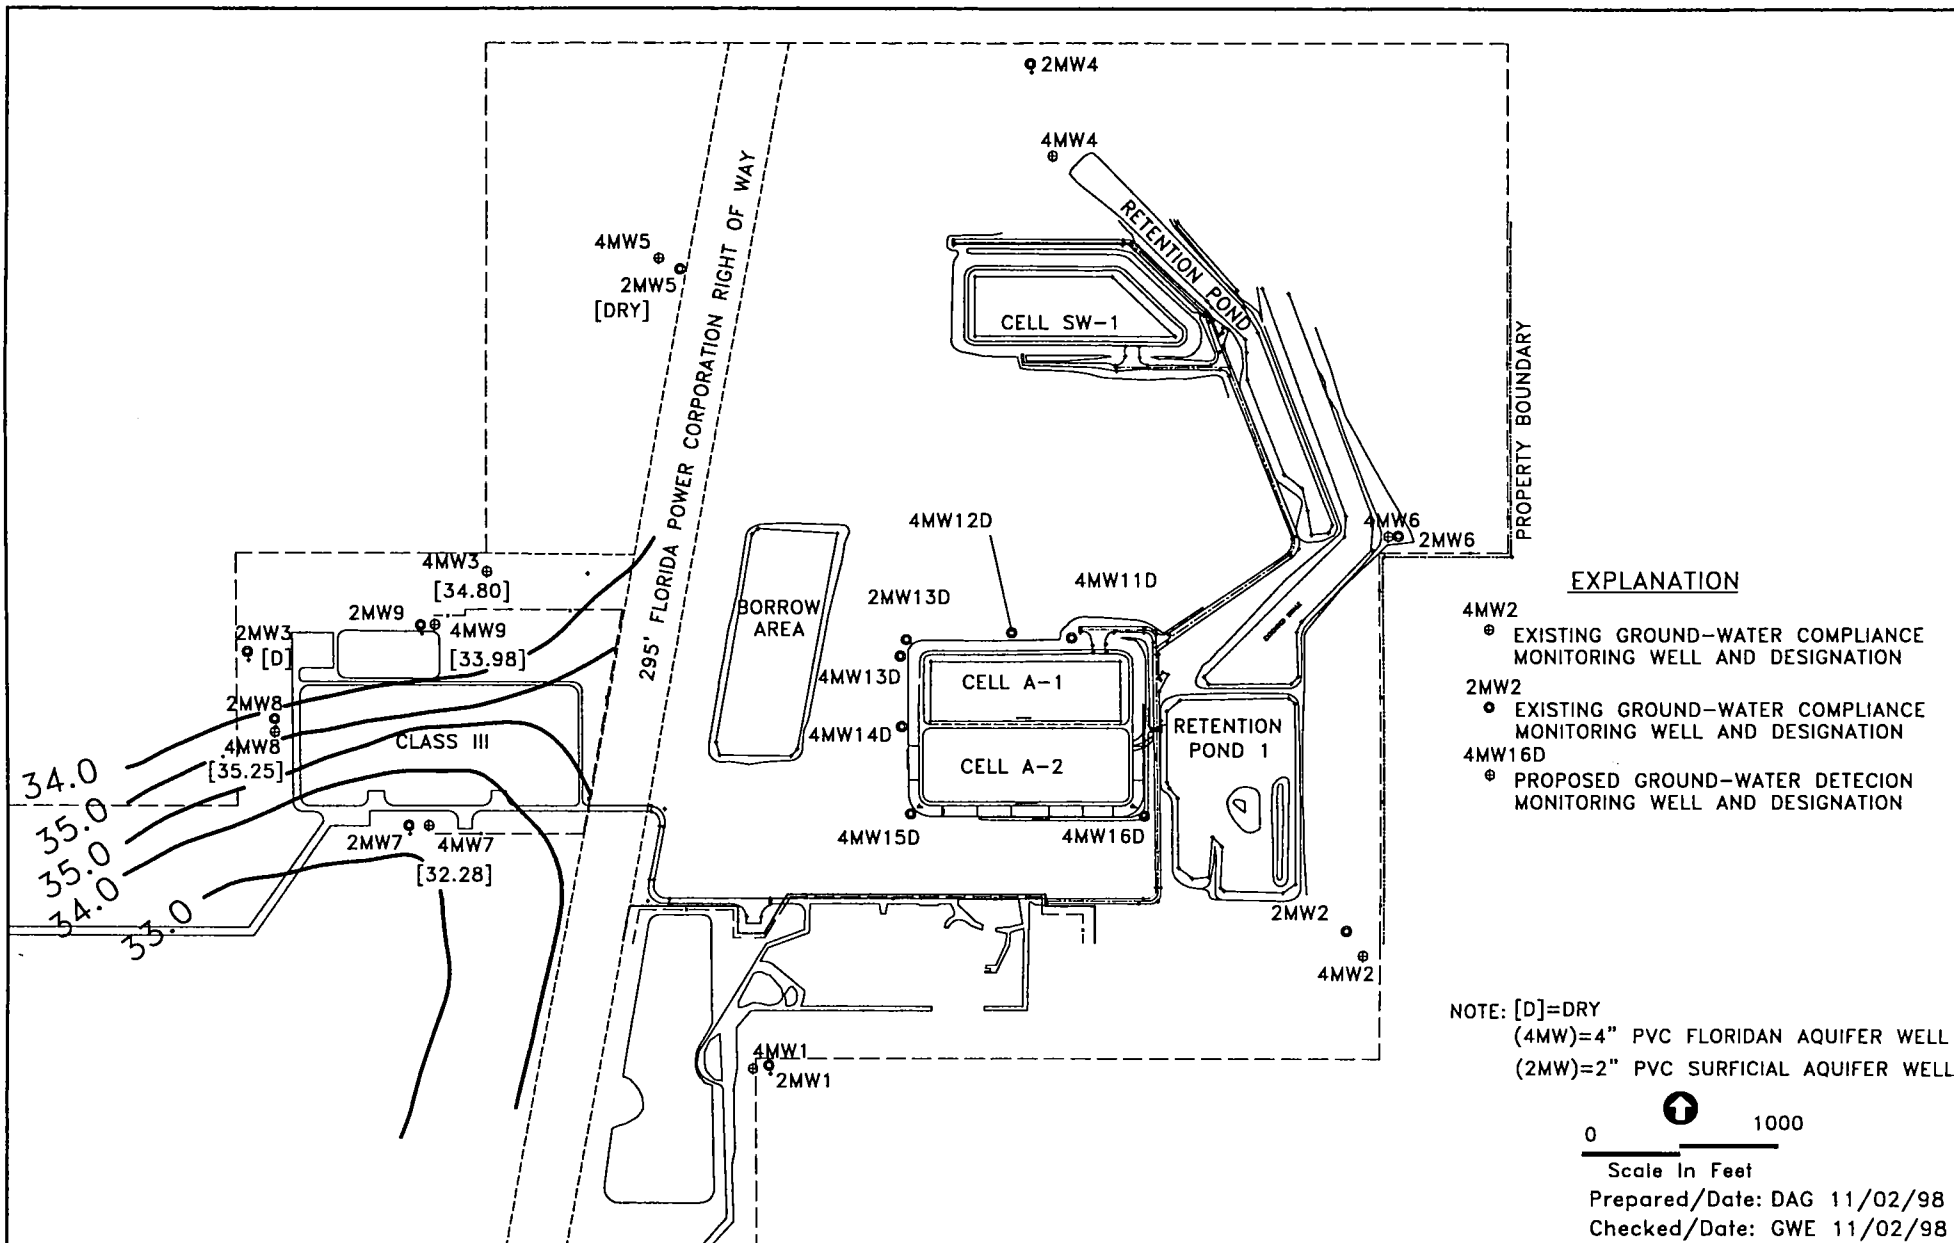 2MW4
4MW4
RETENTION POND
295' FLORIDA POWER CORPORATION RIGHT OF WAY
4MW5
2MW5
[DRY]
CELL SW-1
PROPERTY BOUNDARY
4MW12D
4MW6
2MW6
4MW3
[34.80]
4MW11D
2MW13D
2MW9
4MW9
[33.98]
BORROW
AREA
2MW3
[D]
4MW13D
CELL A-1
2MW8
4MW8
[35.25]
CLASS III
4MW14D
RETENTION
POND 1
CELL A-2
34.0
35.0
35.0
34.0
33.0
2MW7
4MW7
[32.28]
4MW15D
4MW16D
2MW2
4MW2
4MW1
2MW1
EXPLANATION
4MW2
EXISTING GROUND-WATER COMPLIANCE
MONITORING WELL AND DESIGNATION
2MW2
EXISTING GROUND-WATER COMPLIANCE
MONITORING WELL AND DESIGNATION
4MW16D
PROPOSED GROUND-WATER DETECION
MONITORING WELL AND DESIGNATION
NOTE: [D]=DRY
(4MW)=4" PVC FLORIDAN AQUIFER WELL
(2MW)=2" PVC SURFICIAL AQUIFER WELL
0 1000
Scale In Feet
Prepared/Date: DAG 11/02/98
Checked/Date: GWE 11/02/98